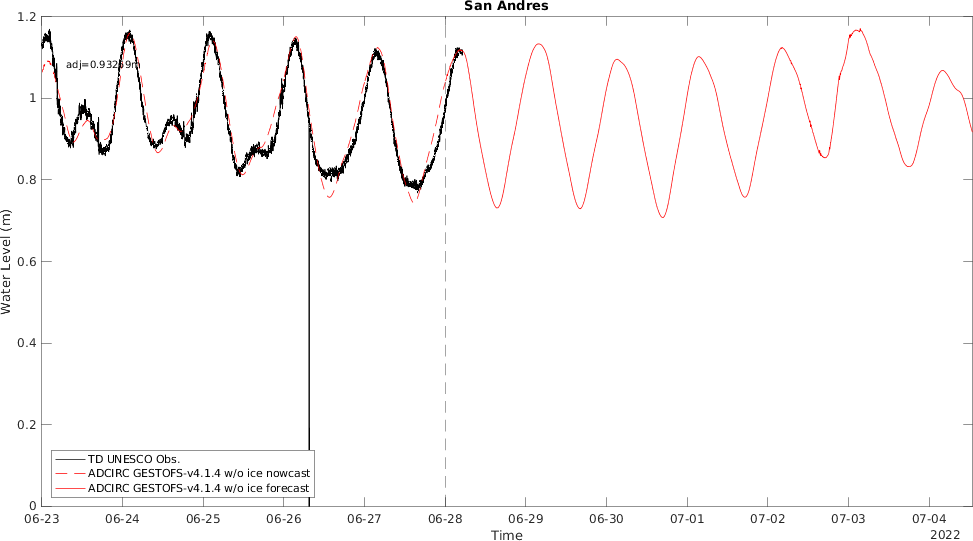 San Andres
adj=0.93269m
Water Level (m)
1.2
1
0.8
0.6
0.4
0.2
0
TD UNESCO Obs.
ADCIRC GESTOFS-v4.1.4 w/o ice nowcast
ADCIRC GESTOFS-v4.1.4 w/o ice forecast
06-23 06-24 06-25 06-26 06-27 06-28 06-29 06-30 07-01 07-02 07-03 07-04
Time
2022